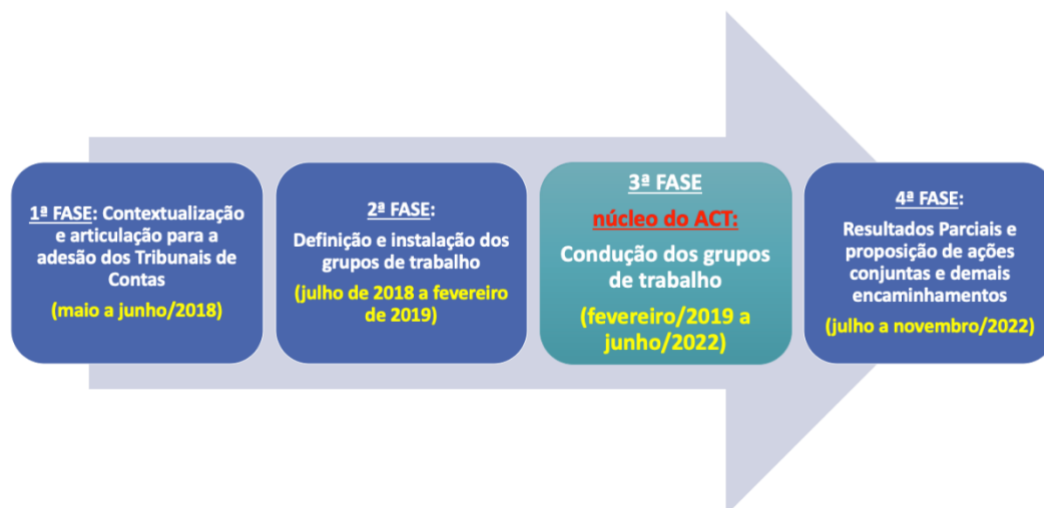 1ª FASE: Contextualização
e articulação para a
adesão dos Tribunais de
Contas
(maio a junho/2018)
2ª FASE:
Definição e instalação dos
grupos de trabalho
(julho de 2018 a fevereiro
de 2019)
3ª FASE
núcleo do ACT:
Condução dos grupos
de trabalho
(fevereiro/2019 a
junho/2022)
4ª FASE:
Resultados Parciais e
proposição de ações
conjuntas e demais
encaminhamentos
(julho a novembro/2022)